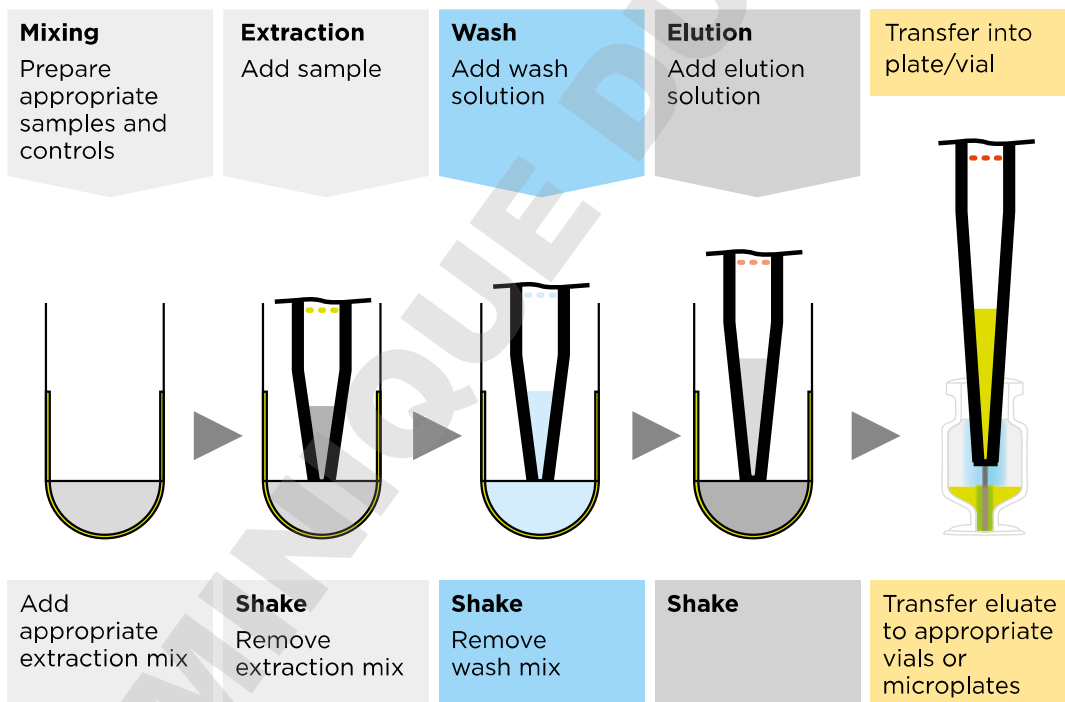 Mixing
Prepare
appropriate
samples and
controls
Extraction
Add sample
Wash
Add wash
solution
Elution
Add elution
solution
Transfer into
plate/vial
Add
appropriate
extraction mix
Shake
Remove
extraction mix
Shake
Remove
wash mix
Shake
Transfer eluate
to appropriate
vials or
microplates
MINIQUE DU